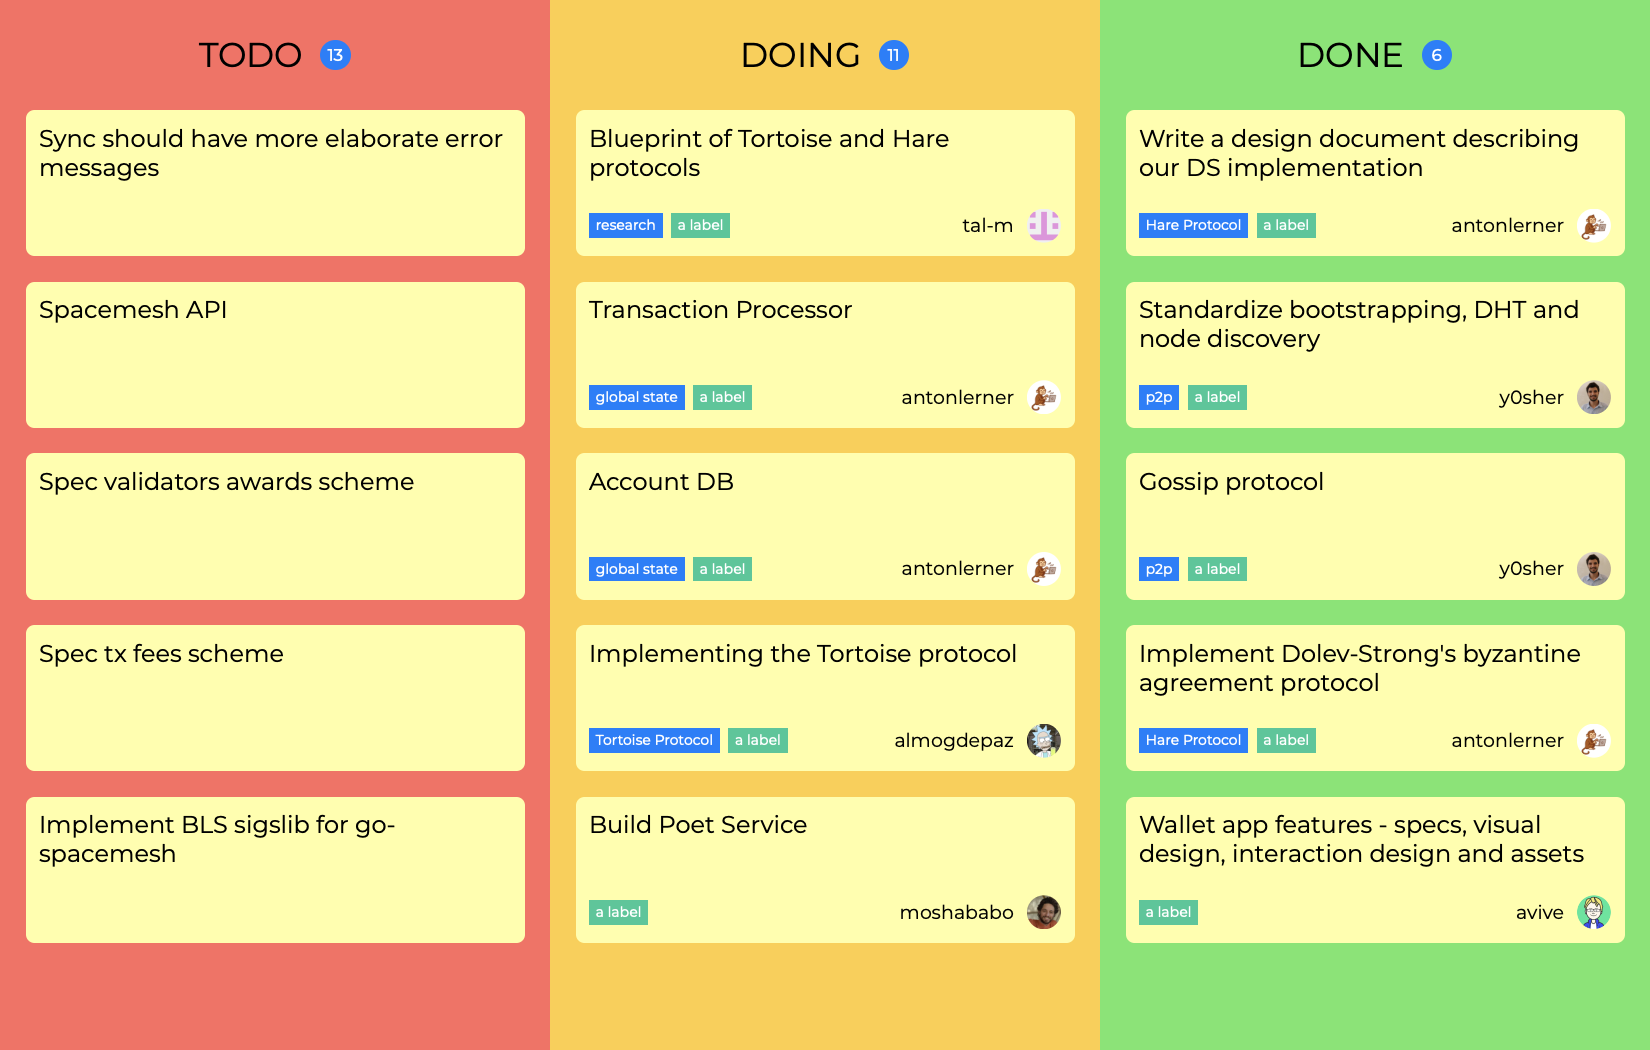 TODO 13
Sync should have more elaborate error
messages
Spacemesh API
Spec validators awards scheme
Spec tx fees scheme
Implement BLS sigslib for go-
spacemesh
DOING 11
Blueprint of Tortoise and Hare
protocols
research a label tal-m
Transaction Processor
global state a label antonlerner
Account DB
global state a label antonlerner
Implementing the Tortoise protocol
Tortoise Protocol a label almogdepaz
Build Poet Service
a label moshababo
DONE 6
Write a design document describing
our DS implementation
Hare Protocol a label antonlerner
Standardize bootstrapping, DHT and
node discovery
p2p a label y0sher
Gossip protocol
p2p a label y0sher
Implement Dolev-Strong's byzantine
agreement protocol
Hare Protocol a label antonlerner
Wallet app features - specs, visual
design, interaction design and assets
a label avive